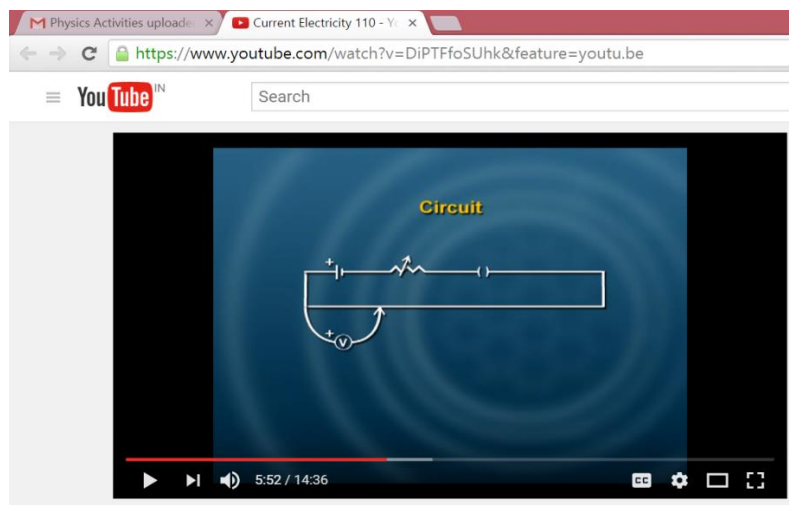 Physics Activities uploade
Current Electricity 110 - Yo
https://www.youtube.com/watch?v=DiPTFfoSUhk&feature=youtu.be
YouTube IN
Search
Circuit
+
+
V
5:52 / 14:36
CC